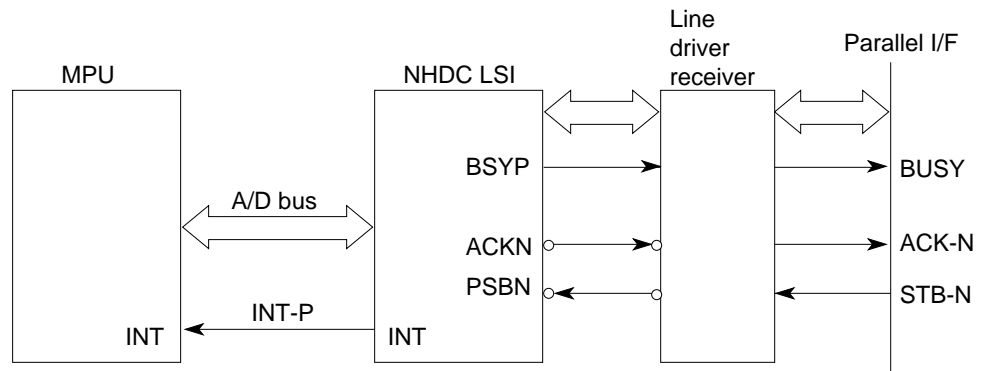 Line
driver
receiver
Parallel I/F
MPU
NHDC LSI
BSYP
BUSY
A/D bus
ACKN
ACK-N
PSBN
STB-N
INT-P
INT
INT